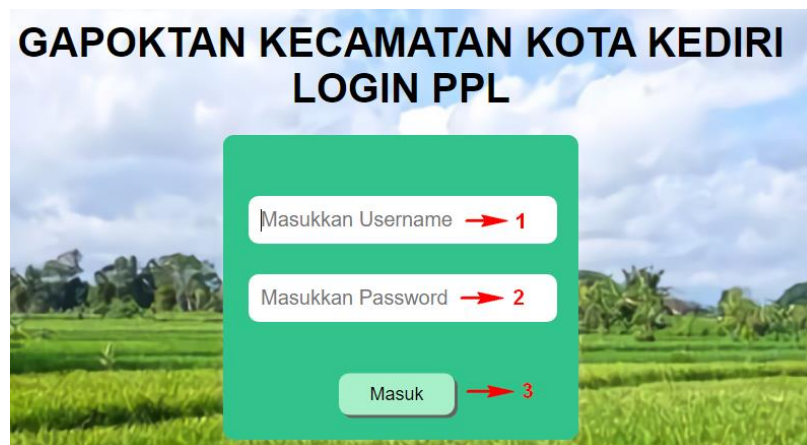 GAPOKTAN KECAMATAN KOTA KEDIRI
LOGIN PPL
Masukkan Username 1
Masukkan Password 2
Masuk 3